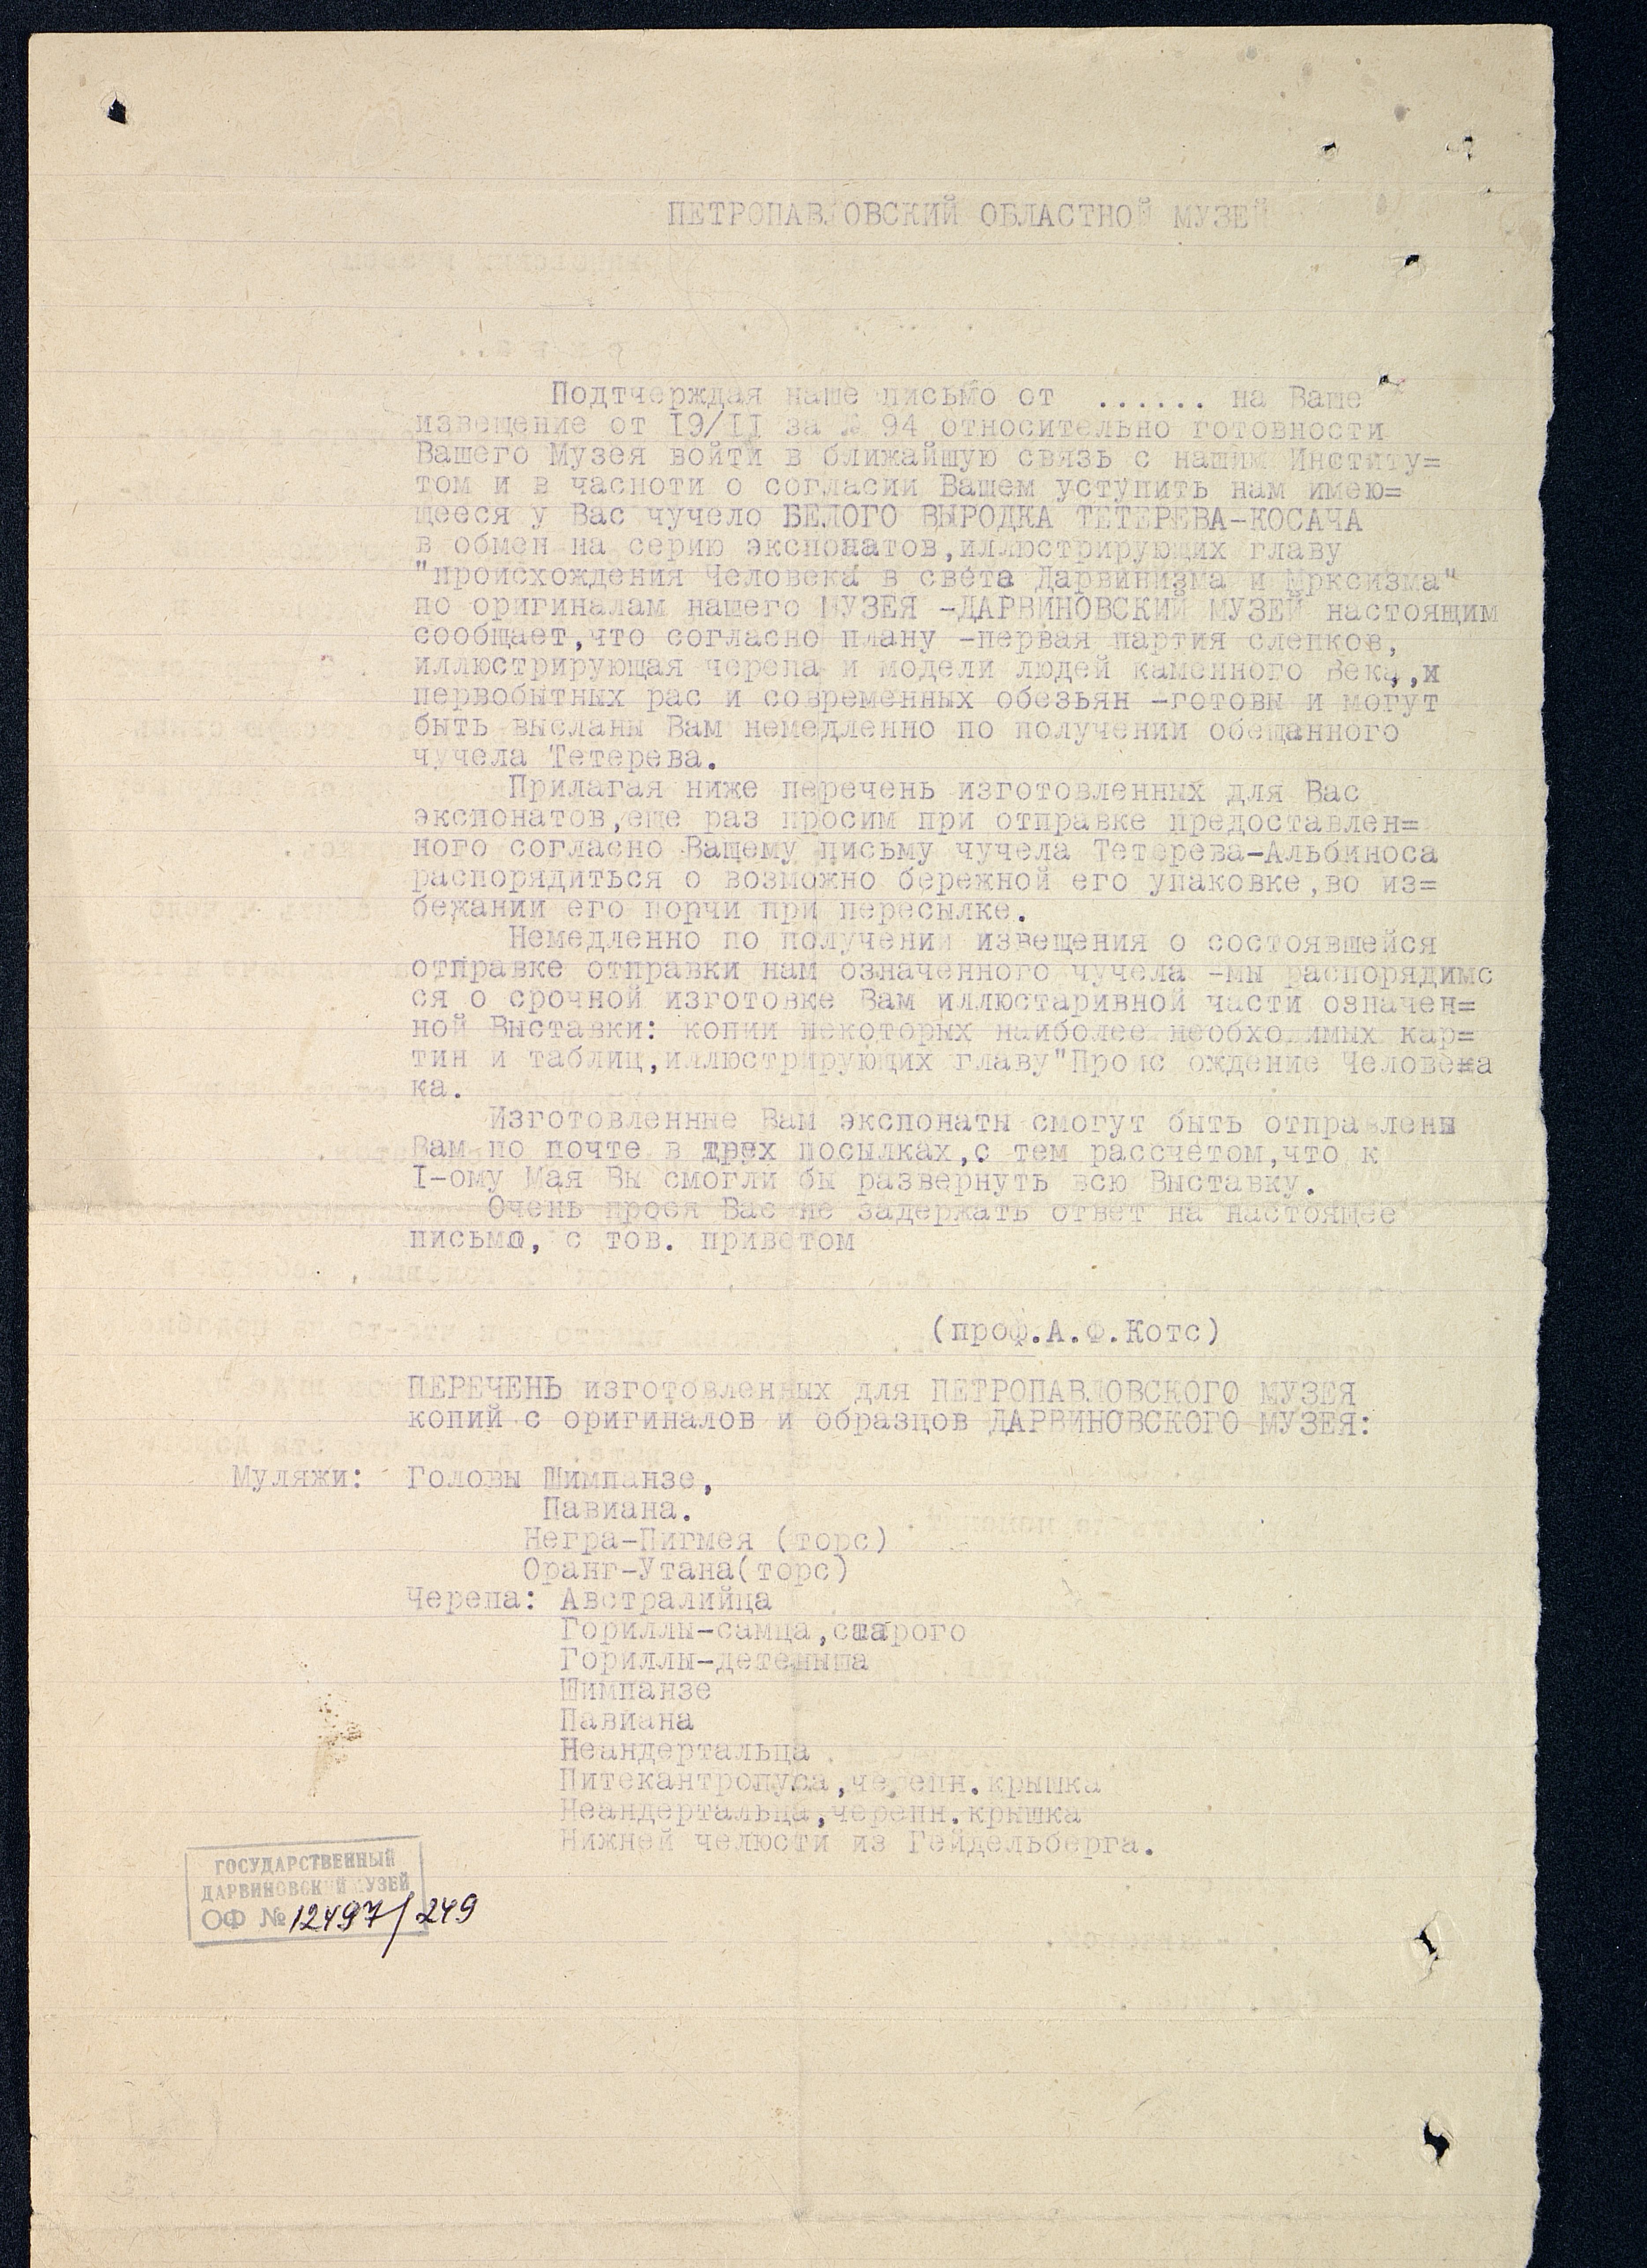 ПЕТРОПАВЛОВСКИЙ ОБЛАСТНОЙ МУЗЕЙ
Подтчерждая наше письмо от ...... на Ваше
извещение от I9/II за № 94 относительно готовности
Вашего Музея войти в ближайшую связь с нашим Институ=
том и в часноти о согласии Вашем уступить нам имею=
щееся у Вас чучело БЕЛОГО ВЫРОДКА ТЕТЕРЕВА-КОСАЧА
в обмен на серию экспонатов,иллюстрирующих главу
"происхождения Человека в свете Дарвинизма и Мрксизма"
по оригиналам нашего МУЗЕЯ -ДАРВИНОВСКИЙ МУЗЕЙ настоящим
сообщает,что согласно плану -первая партия слепков,
иллюстрирующая черепа и модели людей каменного Века,и
первобытных рас и современных обезьян -готовы и могут
быть высланы Вам немедленно по получении обещанного
чучела Тетерева.
Прилагая ниже перечень изготовленных для Вас
экспонатов,еще раз просим при отправке предоставлен=
ного согласно Вашему письму чучела Тетерева-Альбиноса
распорядиться о возможно бережной его упаковке,во из=
бежании его порчи при пересылке.
Немедленно по получении извещения о состоявшейся
отправке отправки нам означенного чучела -мы распорядимс
ся о срочной изготовке Вам иллюстаривной части означен=
ной Выставки: копии некоторых наиболее необходимых кар=
тин и таблиц,иллюстрирующих главу"Проис ождение Человека
ка.
Изготовленные Вам экспонаты смогут быть отправлены
Вам по почте в трех посылках,с тем рассчетом,что к
I-ому Мая Вы смогли бы развернуть всю Выставку.
Очень прося Вас не задержать ответ на настоящее
письмо, с тов. приветом
(проф.А.Ф.Котс)
ПЕРЕЧЕНЬ изготовленных для ПЕТРОПАВЛОВСКОГО МУЗЕЯ
копий с оригиналов и образцов ДАРВИНОВСКОГО МУЗЕЯ:
Муляжи: Головы Шимпанзе,
Павиана.
Негра-Пигмея (торс)
Оранг-Утана(торс)
Черепа: Австралийца
Гориллы-самца,старого
Гориллы-детеныша
Шимпанзе
Павиана
Неандертальца
Питекантропуса,черепн.крышка
Неандертальца,черепн.крышка
Нижней челюсти из Гейдельберга.
ГОСУДАРСТВЕННЫЙ
ДАРВИНОВСКИЙ МУЗЕЙ
ОФ № 12497/249